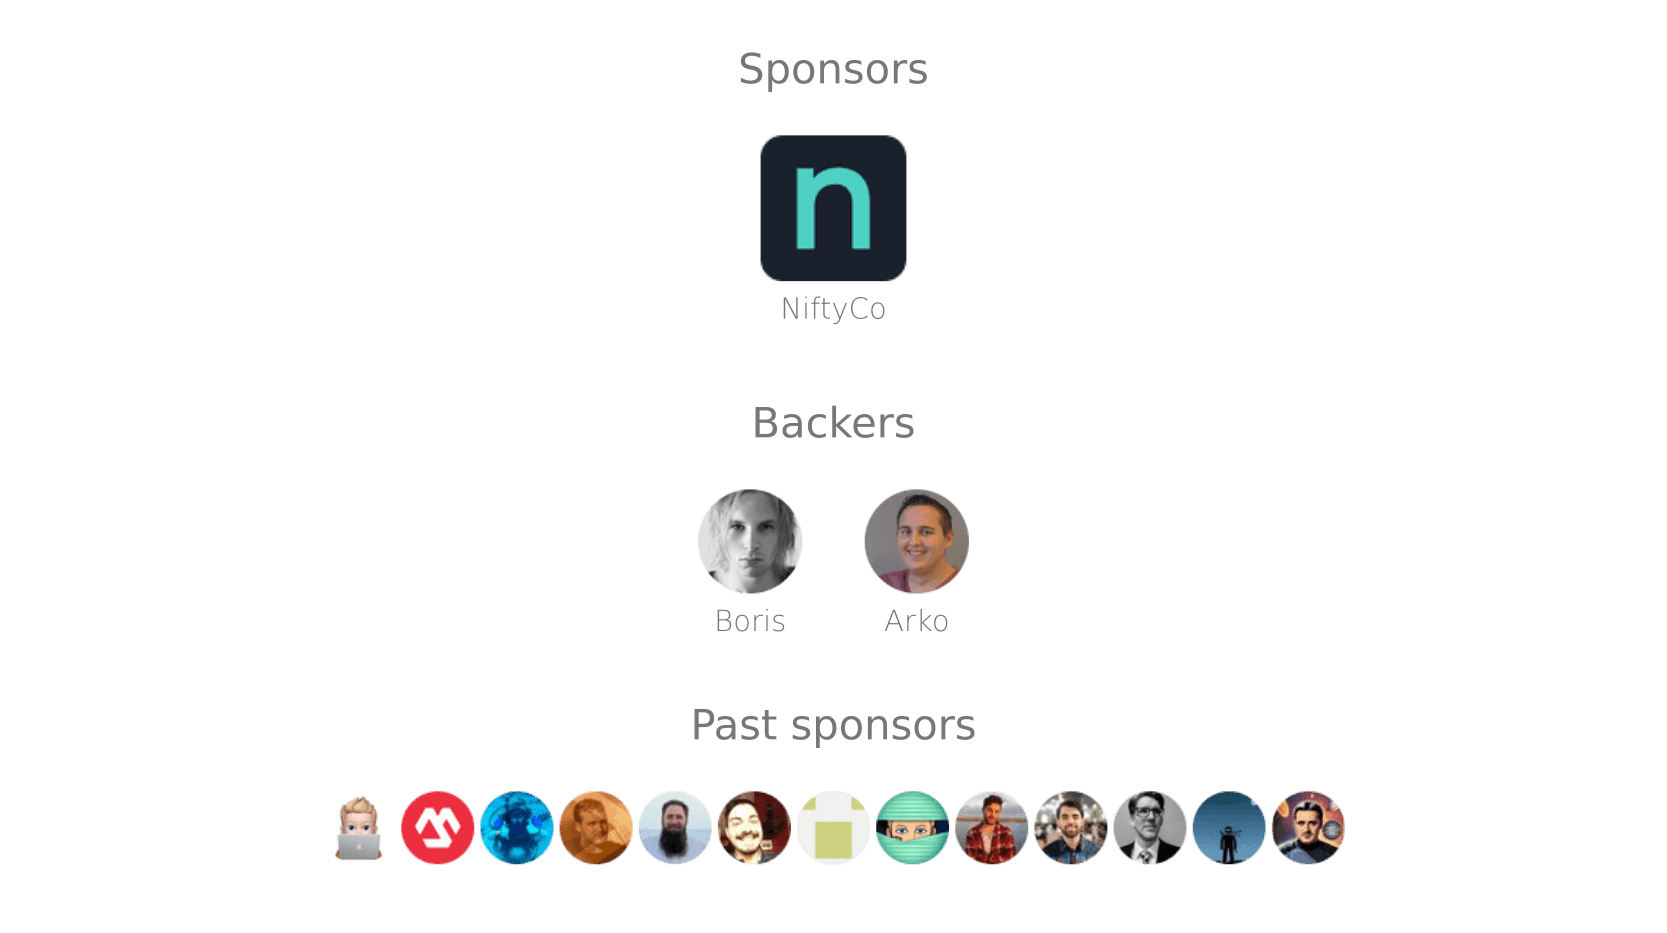 Sponsors
n
NiftyCo
Backers
Boris
Arko
Past sponsors